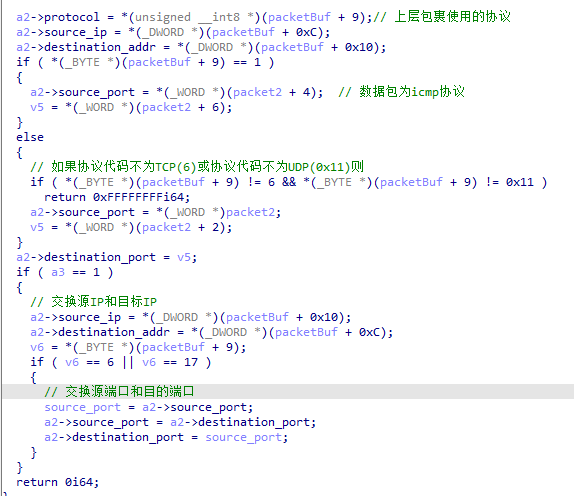 a2->protocol = *(unsigned __int8 *)(packetBuf + 9);// 上层包裹使用的协议
a2->source_ip = *(_DWORD *)(packetBuf + 0xC);
a2->destination_addr = *(_DWORD *)(packetBuf + 0x10);
if ( *(_BYTE *)(packetBuf + 9) == 1 )
{
a2->source_port = *(_WORD *)(packet2 + 4);  // 数据包为icmp协议
v5 = *(_WORD *)(packet2 + 6);
}
else
{
// 如果协议代码不为TCP(6)或协议代码不为UDP(0x11)则
if ( *(_BYTE *)(packetBuf + 9) != 6 && *(_BYTE *)(packetBuf + 9) != 0x11 )
return 0xFFFFFFFFi64;
a2->source_port = *(_WORD *)packet2;
v5 = *(_WORD *)(packet2 + 2);
}
a2->destination_port = v5;
if ( a3 == 1 )
{
// 交换源IP和目标IP
a2->source_ip = *(_DWORD *)(packetBuf + 0x10);
a2->destination_addr = *(_DWORD *)(packetBuf + 0xC);
v6 = *(_BYTE *)(packetBuf + 9);
if ( v6 == 6 || v6 == 17 )
{
// 交换源端口和目的端口
source_port = a2->source_port;
a2->source_port = a2->destination_port;
a2->destination_port = source_port;
}
}
return 0i64;